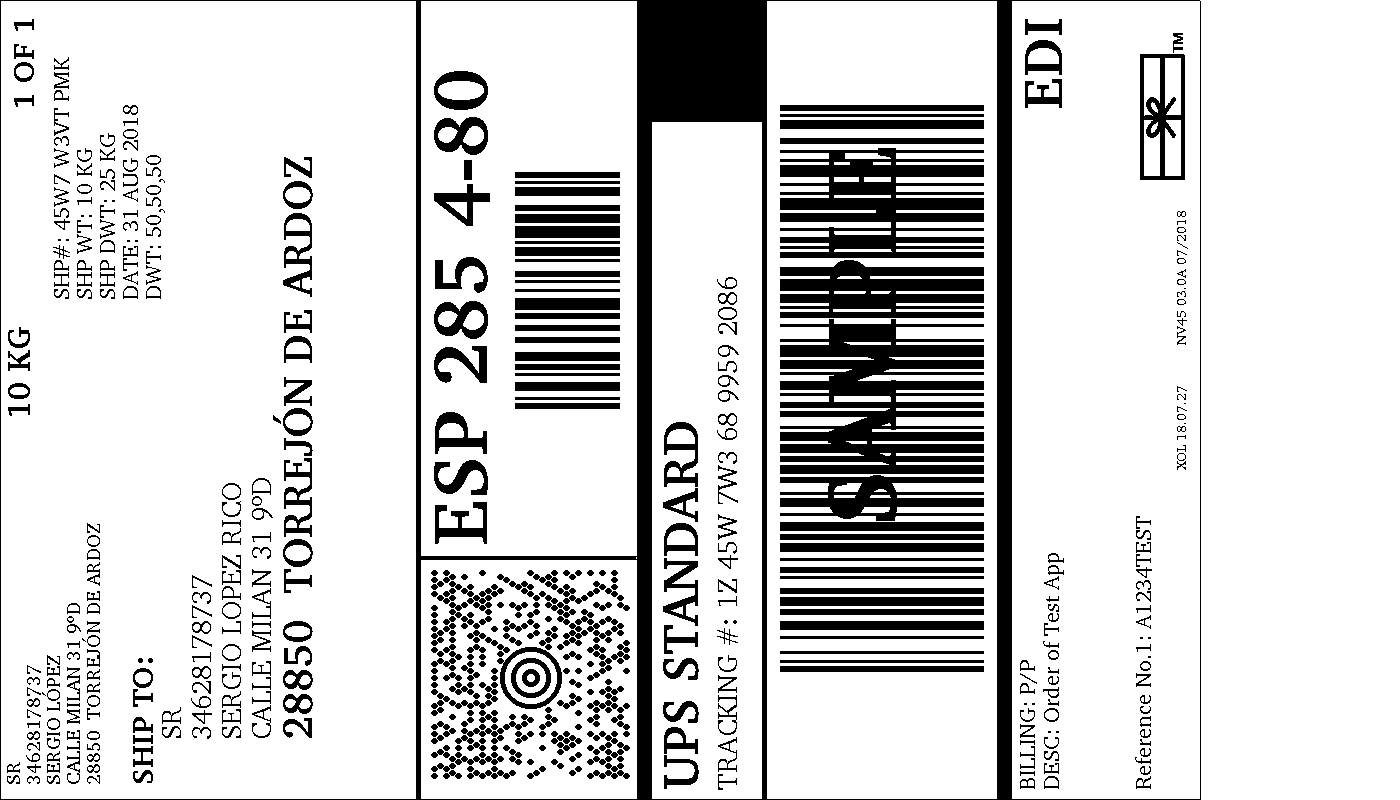 SR
34628178737
SERGIO LOPEZ
CALLE MILAN 31 9ºD
28850 TORREJÓN DE ARDOZ
10 KG
1 OF 1
SHP#: 45W7 W3VT PMK
SHP WT: 10 KG
SHP DWT: 25 KG
DATE: 31 AUG 2018
DWT: 50,50,50
SHIP TO:
SR
34628178737
SERGIO LOPEZ RICO
CALLE MILAN 31 9ºD
28850 TORREJÓN DE ARDOZ
ESP 285 4-80
UPS STANDARD
TRACKING #: 1Z 45W 7W3 68 9959 2086
SAMPLE
BILLING: P/P
DESC: Order of Test App
EDI
Reference No.1: A1234TEST
XOL 18.07.27 NV45 03.0A 07/2018
TM